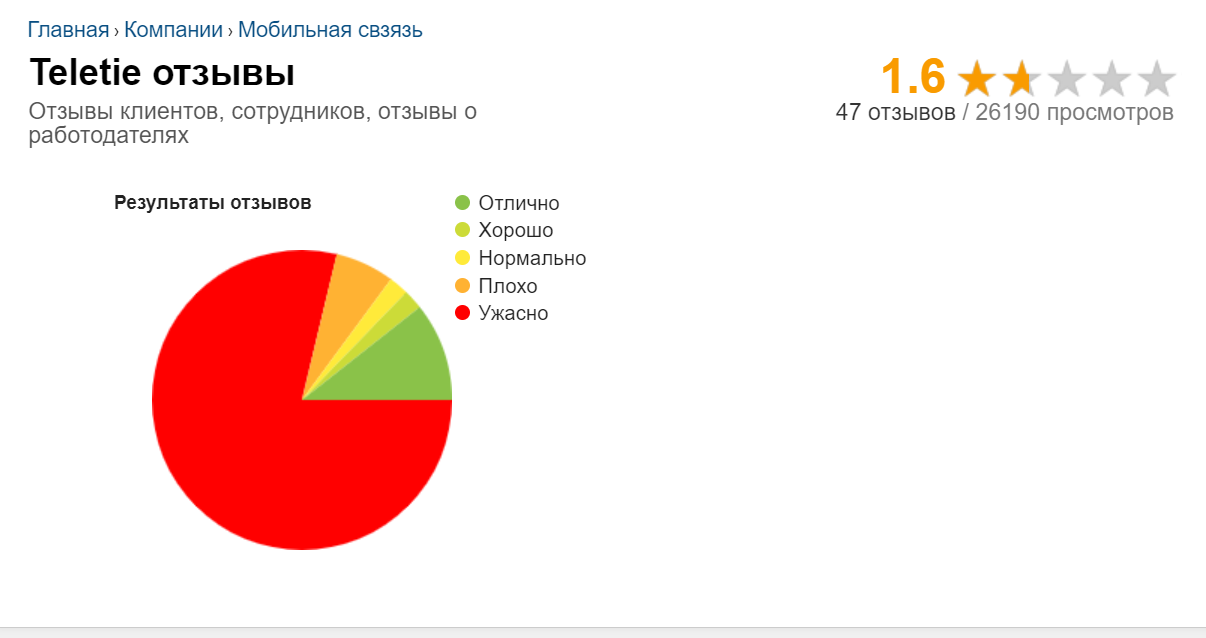 Главная › Компании › Мобильная свзязь
Teletie отзывы
Отзывы клиентов, сотрудников, отзывы о
работодателях
1.6
47 отзывов / 26190 просмотров
Результаты отзывов
Отлично
Хорошо
Нормально
Плохо
Ужасно